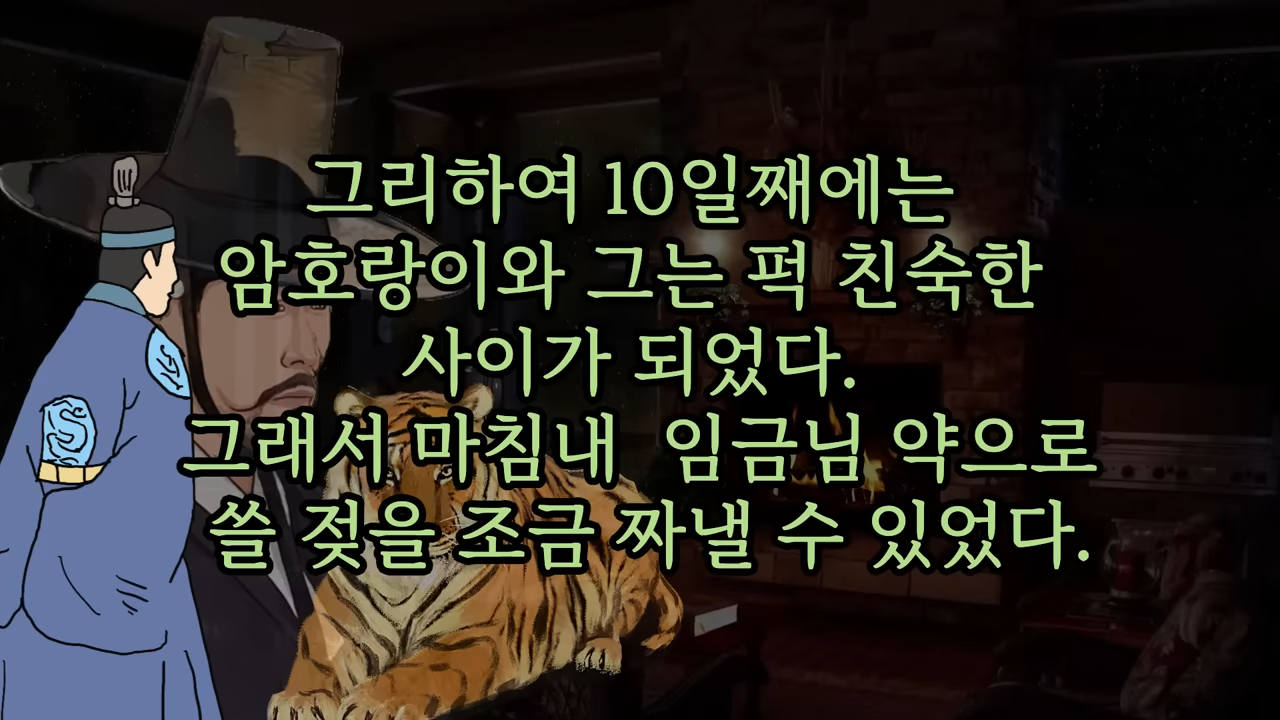 그리하여 10일째에는
암호랑이와 그는 퍽 친숙한
사이가 되었다.
그래서 마침내 임금님 약으로
쓸 젖을 조금 짜낼 수 있었다.